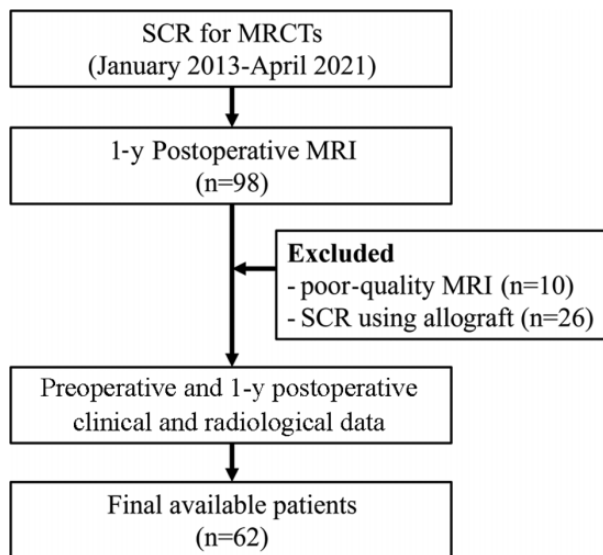 SCR for MRCTs
(January 2013-April 2021)
1-y Postoperative MRI
(n=98)
Excluded
- poor-quality MRI (n=10)
- SCR using allograft (n=26)
Preoperative and 1-y postoperative
clinical and radiological data
Final available patients
(n=62)